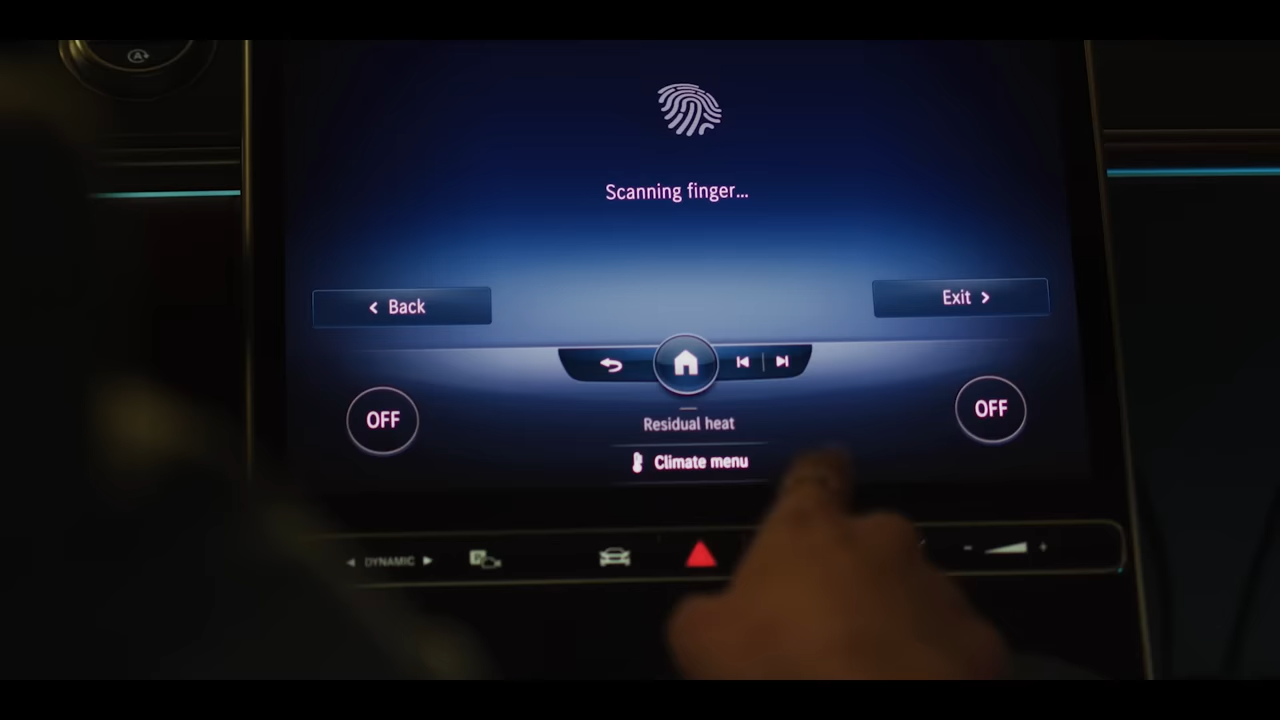 Scanning finger...
Back
Exit
OFF
OFF
Residual heat
Climate menu
DYNAMIC